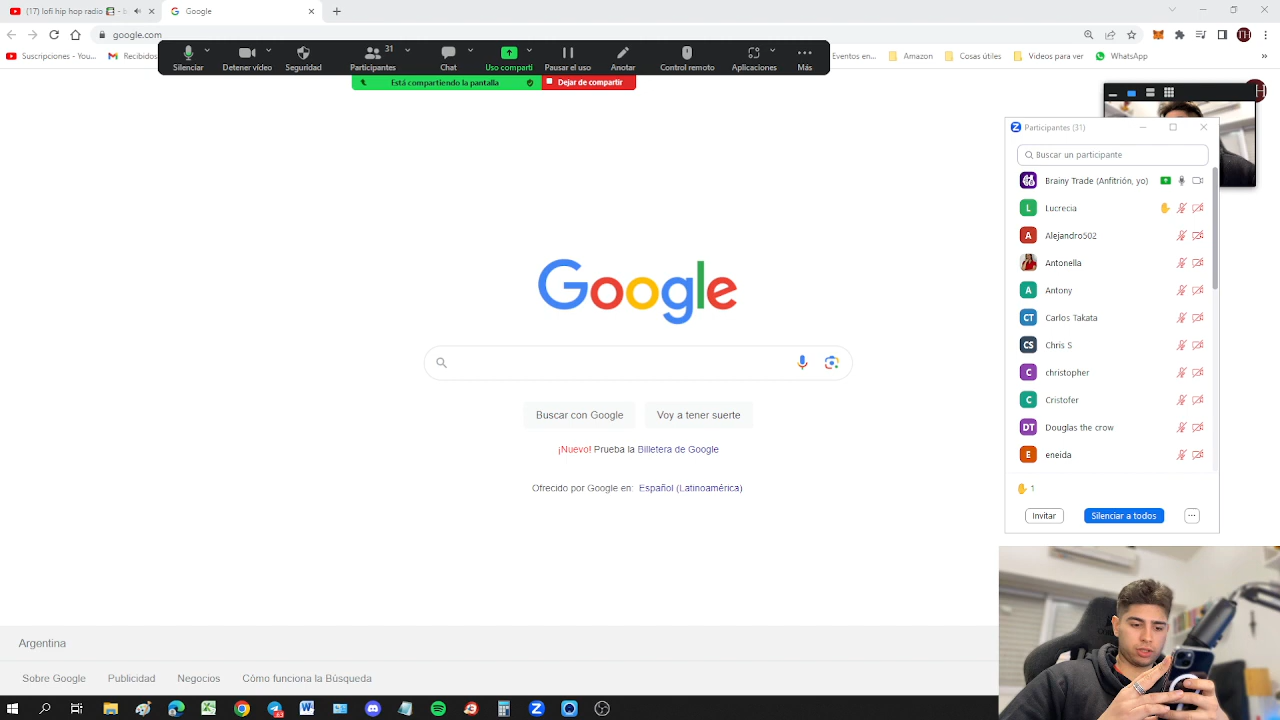 (17) lofi hip hop radio
Google
google.com
Suscripciones - You...
Recibidos
Eventos en...
Amazon
Cosas útiles
Videos para ver
WhatsApp
Silenciar
Detener vídeo
Seguridad
31
Participantes
Chat
Uso comparti
Pausar el uso
Anotar
Control remoto
Aplicaciones
Más
Está compartiendo la pantalla
Dejar de compartir
Participantes (31)
Buscar un participante
Brainy Trade (Anfitrión, yo)
L Lucrecia
A Alejandro502
Antonella
A Antony
CT Carlos Takata
CS Chris S
C christopher
C Cristofer
DT Douglas the crow
E eneida
1
Invitar
Silenciar a todos
...
Google
Buscar con Google
Voy a tener suerte
¡Nuevo! Prueba la Billetera de Google
Ofrecido por Google en: Español (Latinoamérica)
Argentina
Sobre Google
Publicidad
Negocios
Cómo funciona la Búsqueda